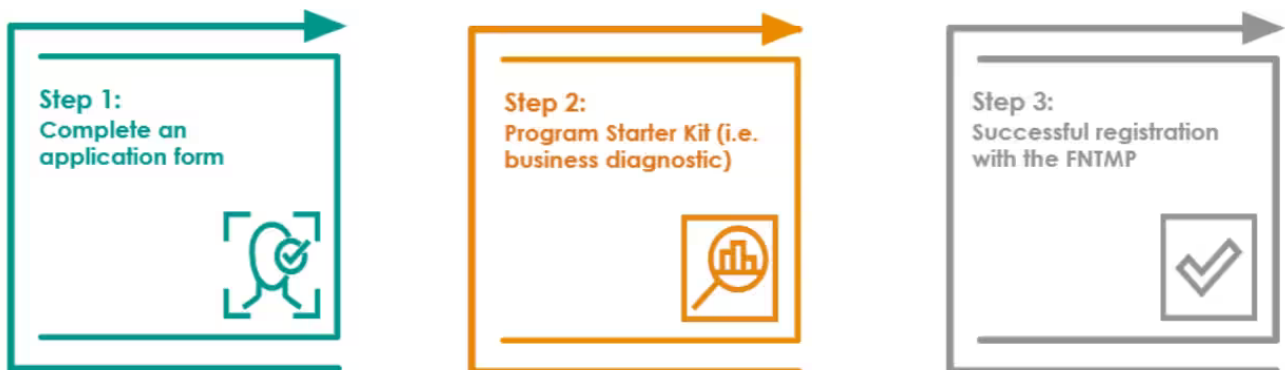 Step 1:
Complete an
application form
Step 2:
Program Starter Kit (i.e.
business diagnostic)
Step 3:
Successful registration
with the FNTMP